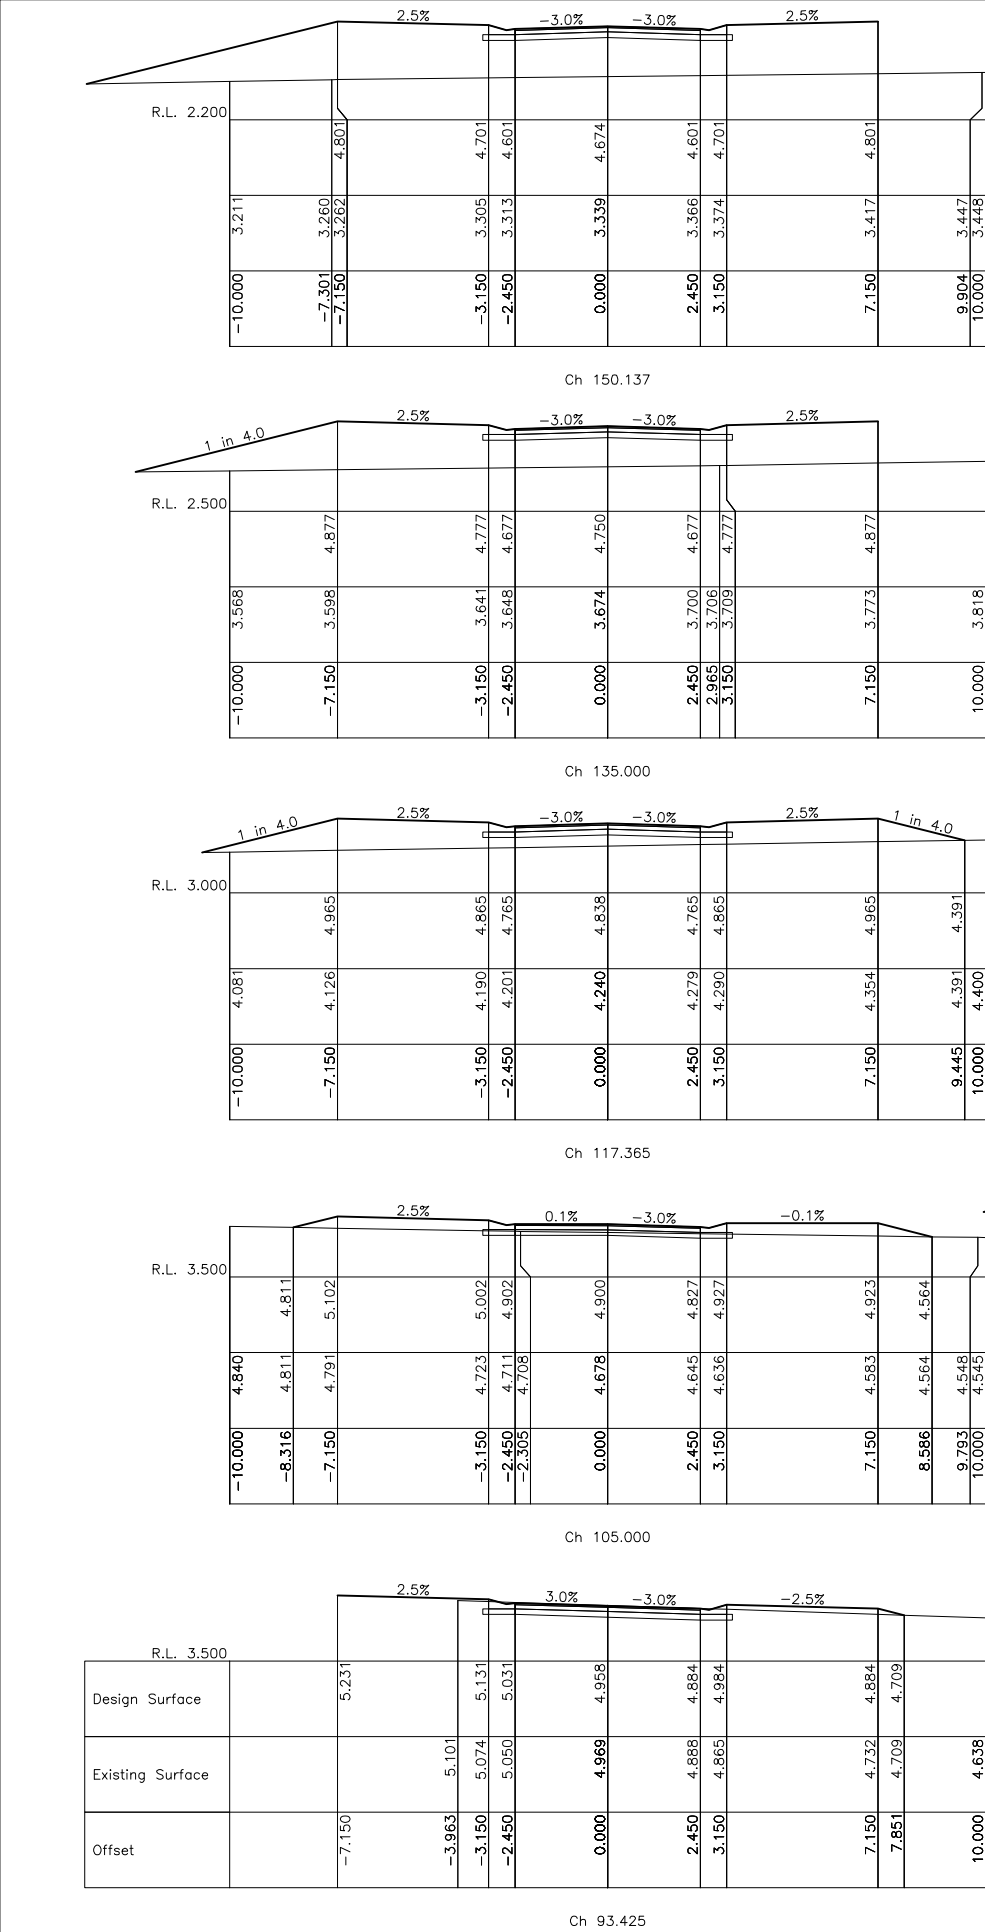 2.5% −3.0% −3.0% 2.5%
R.L. 2.200
4.801 4.701 4.601 4.674 4.601 4.701 4.801
3.211 3.260 3.262 3.305 3.313 3.339 3.366 3.374 3.417 3.447 3.448
−10.000 −7.301 −7.150 −3.150 −2.450 0.000 2.450 3.150 7.150 9.904 10.000
Ch 150.137
1 in 4.0 2.5% −3.0% −3.0% 2.5%
R.L. 2.500
4.877 4.777 4.677 4.750 4.677 4.777 4.877
3.568 3.598 3.641 3.648 3.674 3.700 3.706 3.709 3.773 3.818
−10.000 −7.150 −3.150 −2.450 0.000 2.450 2.965 3.150 7.150 10.000
Ch 135.000
1 in 4.0 2.5% −3.0% −3.0% 2.5% 1 in 4.0
R.L. 3.000
4.965 4.865 4.765 4.838 4.765 4.865 4.965 4.391
4.081 4.126 4.190 4.201 4.240 4.279 4.290 4.354 4.391 4.400
−10.000 −7.150 −3.150 −2.450 0.000 2.450 3.150 7.150 9.445 10.000
Ch 117.365
2.5% 0.1% −3.0% −0.1%
R.L. 3.500
4.811 5.102 5.002 4.902 4.900 4.827 4.927 4.923 4.564
4.840 4.811 4.791 4.723 4.711 4.708 4.678 4.645 4.636 4.583 4.564 4.548 4.545
−10.000 −8.316 −7.150 −3.150 −2.450 −2.305 0.000 2.450 3.150 7.150 8.586 9.793 10.000
Ch 105.000
2.5% 3.0% −3.0% −2.5%
R.L. 3.500
Design Surface 5.231 5.131 5.031 4.958 4.884 4.984 4.884 4.709
Existing Surface 5.101 5.074 5.050 4.969 4.888 4.865 4.732 4.709 4.638
Offset −7.150 −3.963 −3.150 −2.450 0.000 2.450 3.150 7.150 7.851 10.000
Ch 93.425